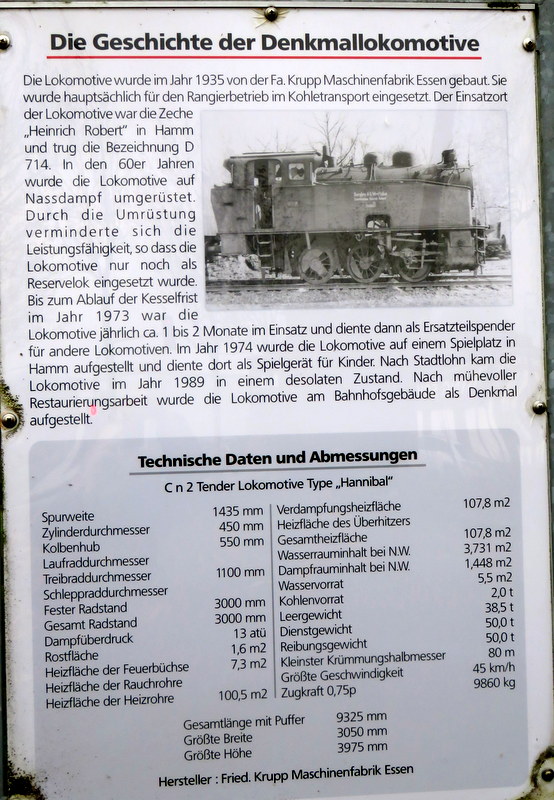 Die Geschichte der Denkmallokomotive
Die Lokomotive wurde im Jahr 1935 von der Fa. Krupp Maschinenfabrik Essen gebaut. Sie
wurde hauptsächlich für den Rangierbetrieb im Kohletransport eingesetzt. Der Einsatzort
der Lokomotive war die Zeche
„Heinrich Robert" in Hamm
und trug die Bezeichnung D
714. In den 60er Jahren
wurde die Lokomotive auf
Nassdampf umgerüstet.
Durch die Umrüstung
verminderte sich die
Leistungsfähigkeit, so dass die
Lokomotive nur noch als
Reservelok eingesetzt wurde.
Bis zum Ablauf der Kesselfrist
im Jahr 1973 war die
Lokomotive jährlich ca. 1 bis 2 Monate im Einsatz und diente dann als Ersatzteilspender
für andere Lokomotiven. Im Jahr 1974 wurde die Lokomotive auf einem Spielplatz in
Hamm aufgestellt und diente dort als Spielgerät für Kinder. Nach Stadtlohn kam die
Lokomotive im Jahr 1989 in einem desolaten Zustand. Nach mühevoller
Restaurierungsarbeit wurde die Lokomotive am Bahnhofsgebäude als Denkmal
aufgestellt.
Technische Daten und Abmessungen
C n 2 Tender Lokomotive Type „Hannibal"
Spurweite 1435 mm
Zylinderdurchmesser 450 mm
Kolbenhub 550 mm
Laufraddurchmesser
Treibraddurchmesser 1100 mm
Schleppraddurchmesser
Fester Radstand 3000 mm
Gesamt Radstand 3000 mm
Dampfüberdruck 13 atü
Rostfläche 1,6 m2
Heizfläche der Feuerbüchse 7,3 m2
Heizfläche der Rauchrohre
Heizfläche der Heizrohre 100,5 m2
Verdampfungsheizfläche 107,8 m2
Heizfläche des Überhitzers
Gesamtheizfläche 107,8 m2
Wasserrauminhalt bei N.W. 3,731 m2
Dampfrauminhalt bei N.W. 1,448 m2
Wasservorrat 5,5 m2
Kohlenvorrat 2,0 t
Leergewicht 38,5 t
Dienstgewicht 50,0 t
Reibungsgewicht 50,0 t
Kleinster Krümmungshalbmesser 80 m
Größte Geschwindigkeit 45 km/h
Zugkraft 0,75p 9860 kg
Gesamtlänge mit Puffer 9325 mm
Größte Breite 3050 mm
Größte Höhe 3975 mm
Hersteller : Fried. Krupp Maschinenfabrik Essen